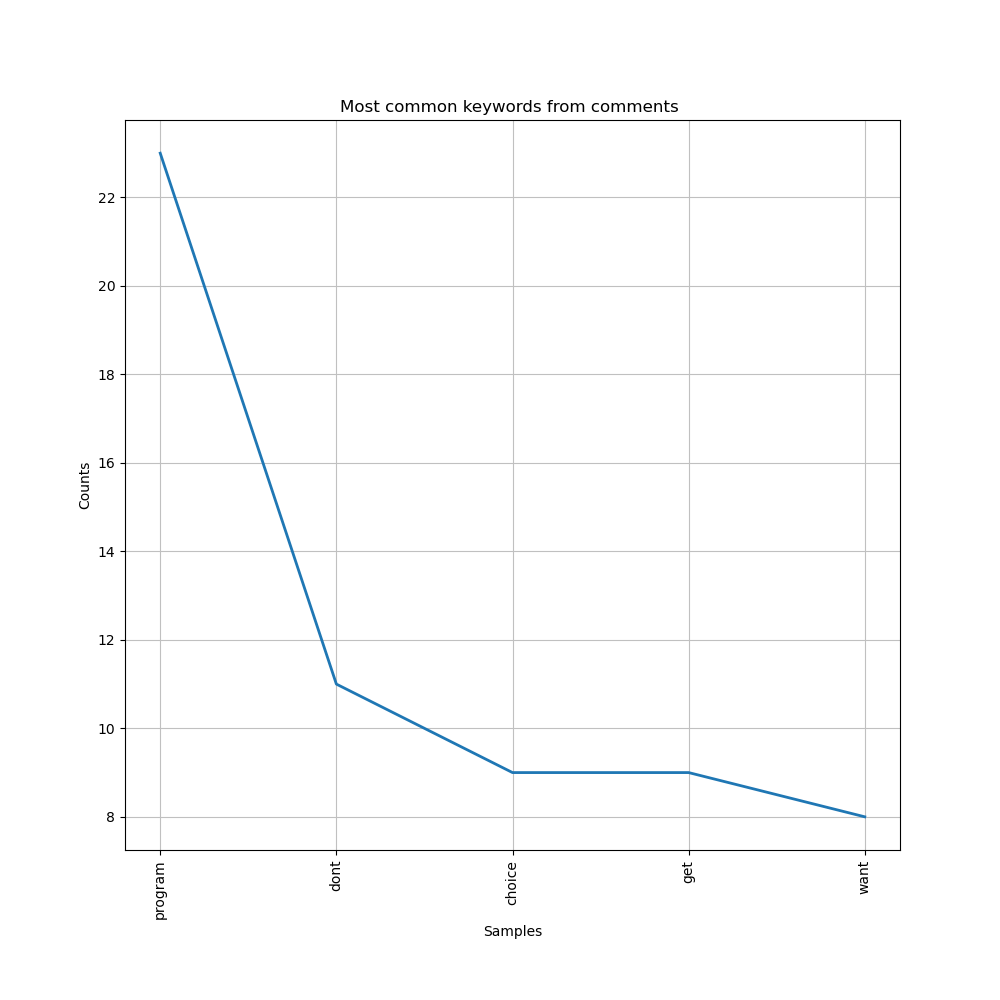 Most common keywords from comments
Counts
22
20
18
16
14
12
10
8
program
dont
choice
get
want
Samples